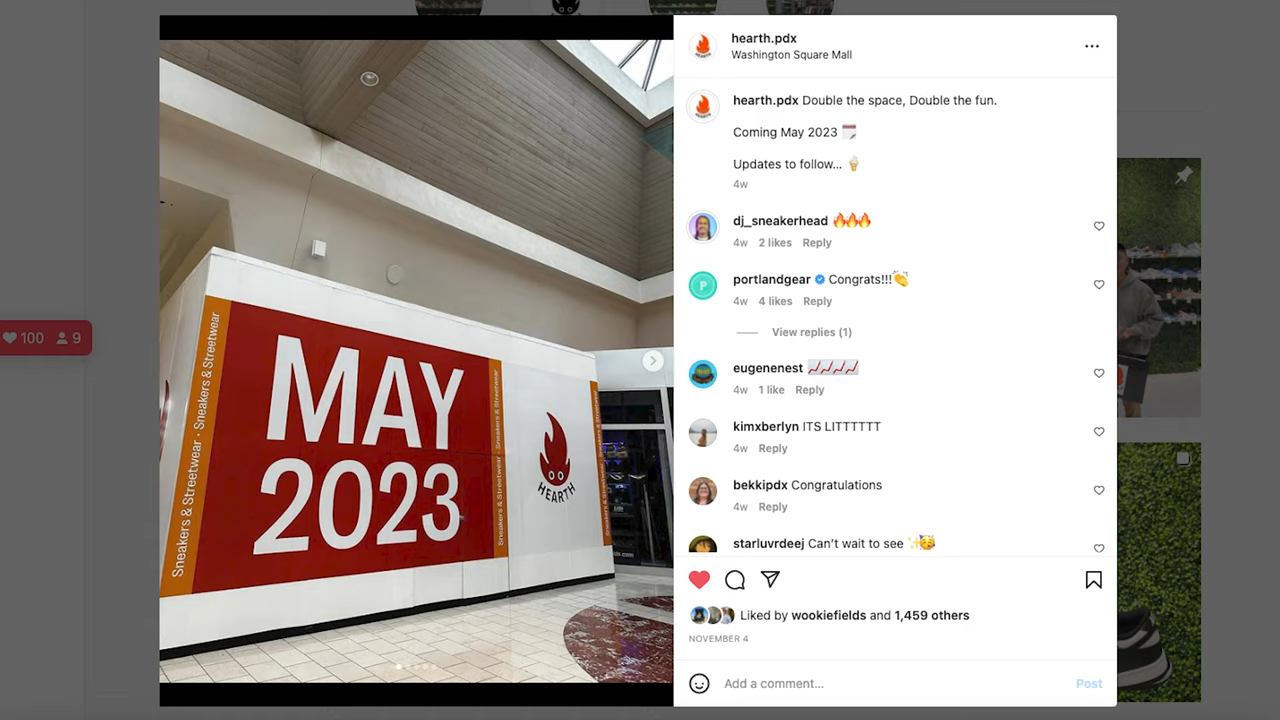 hearth.pdx
Washington Square Mall
hearth.pdx Double the space, Double the fun.
Coming May 2023
Updates to follow...
4w
dj_sneakerhead
4w 2 likes Reply
portlandgear Congrats!!!
4w 4 likes Reply
View replies (1)
eugenenest
4w 1 like Reply
kimxberlyn ITS LITTTTTT
4w Reply
bekkipdx Congratulations
4w Reply
starluvrdeej Can't wait to see
Liked by wookiefields and 1,459 others
NOVEMBER 4
Add a comment... Post
100 9
P
Sneakers & Streetwear · Sneakers & Streetwear
MAY
2023
Sneakers & Streetwear
Sneakers & Streetwear
HEARTH